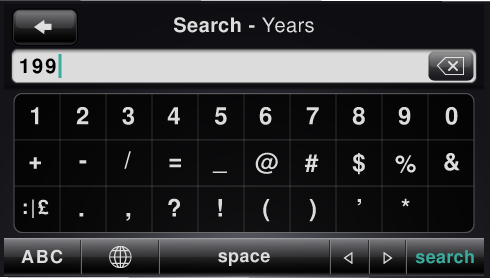 Search - Years
199
1 2 3 4 5 6 7 8 9 0
+ - / = _ @ # $ % &
:|£ . , ? ! ( ) ' *
ABC space search